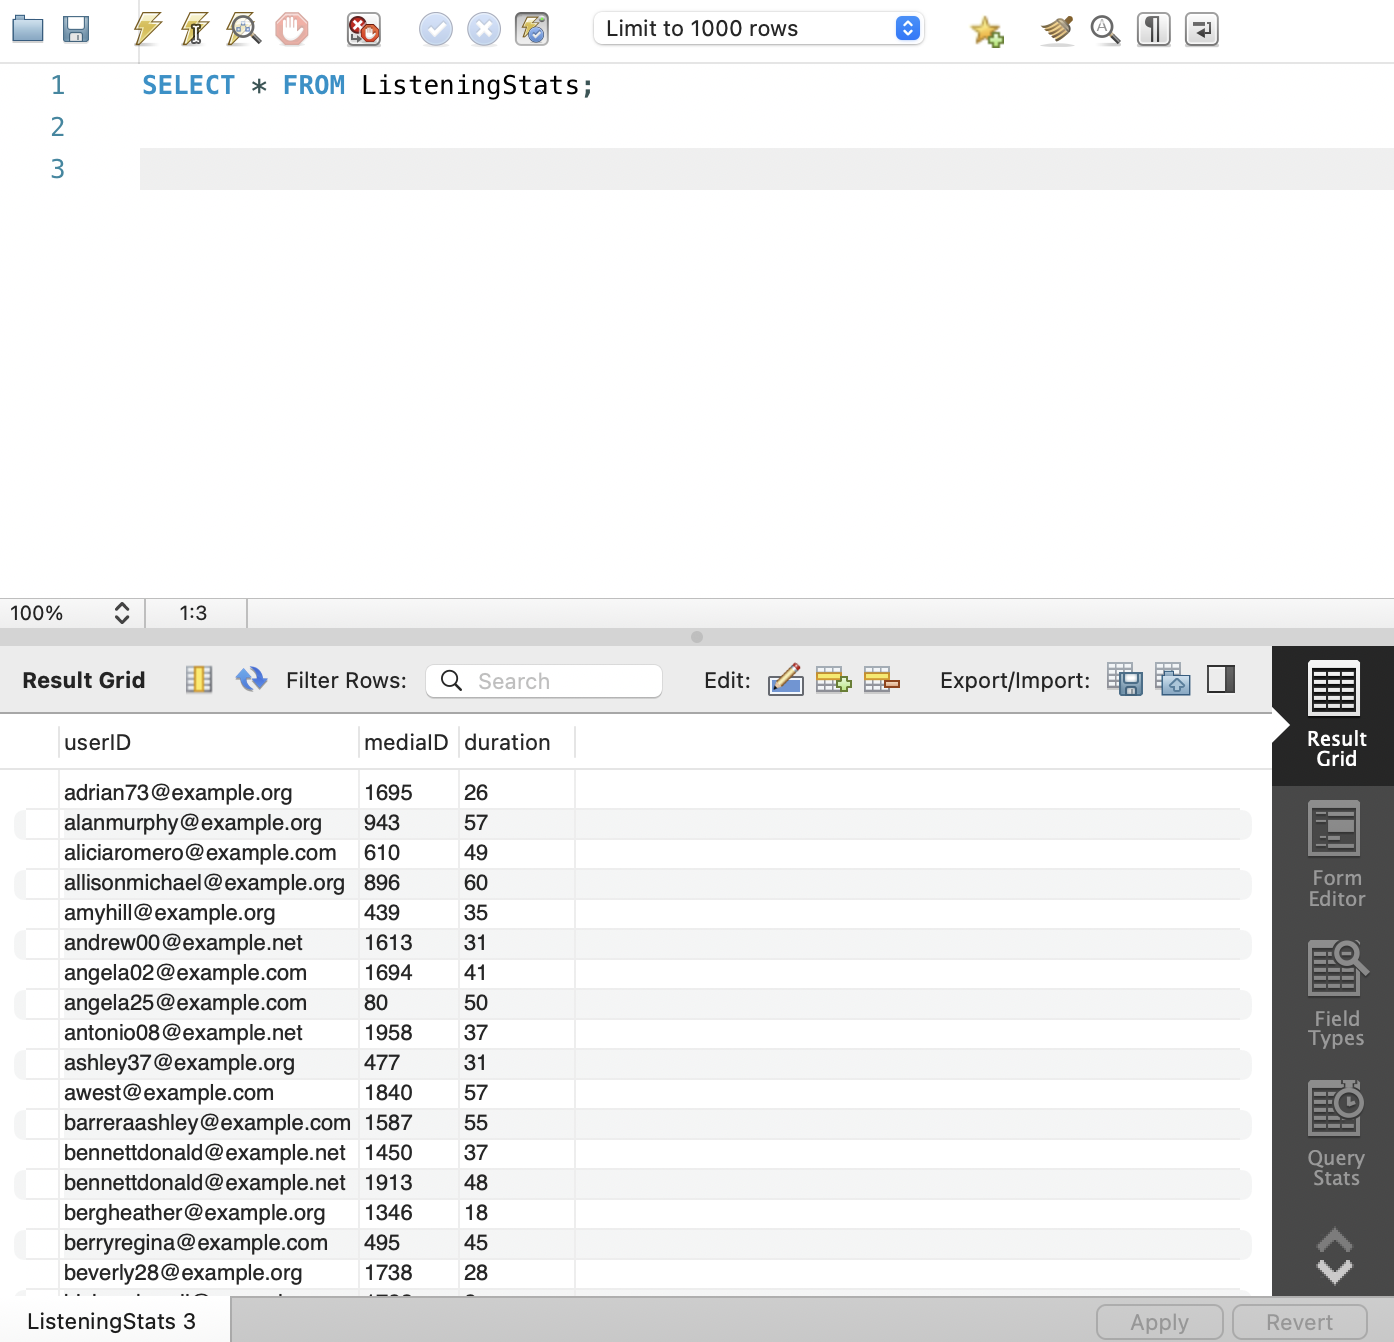 Limit to 1000 rows
1 SELECT * FROM ListeningStats;
2
3
100% 1:3
Result Grid Filter Rows: Search Edit: Export/Import:
userID mediaID duration
adrian73@example.org 1695 26
alanmurphy@example.org 943 57
aliciaromero@example.com 610 49
allisonmichael@example.org 896 60
amyhill@example.org 439 35
andrew00@example.net 1613 31
angela02@example.com 1694 41
angela25@example.com 80 50
antonio08@example.net 1958 37
ashley37@example.org 477 31
awest@example.com 1840 57
barreraashley@example.com 1587 55
bennettdonald@example.net 1450 37
bennettdonald@example.net 1913 48
bergheather@example.org 1346 18
berryregina@example.com 495 45
beverly28@example.org 1738 28
Result
Grid
Form
Editor
Field
Types
Query
Stats
ListeningStats 3 Apply Revert